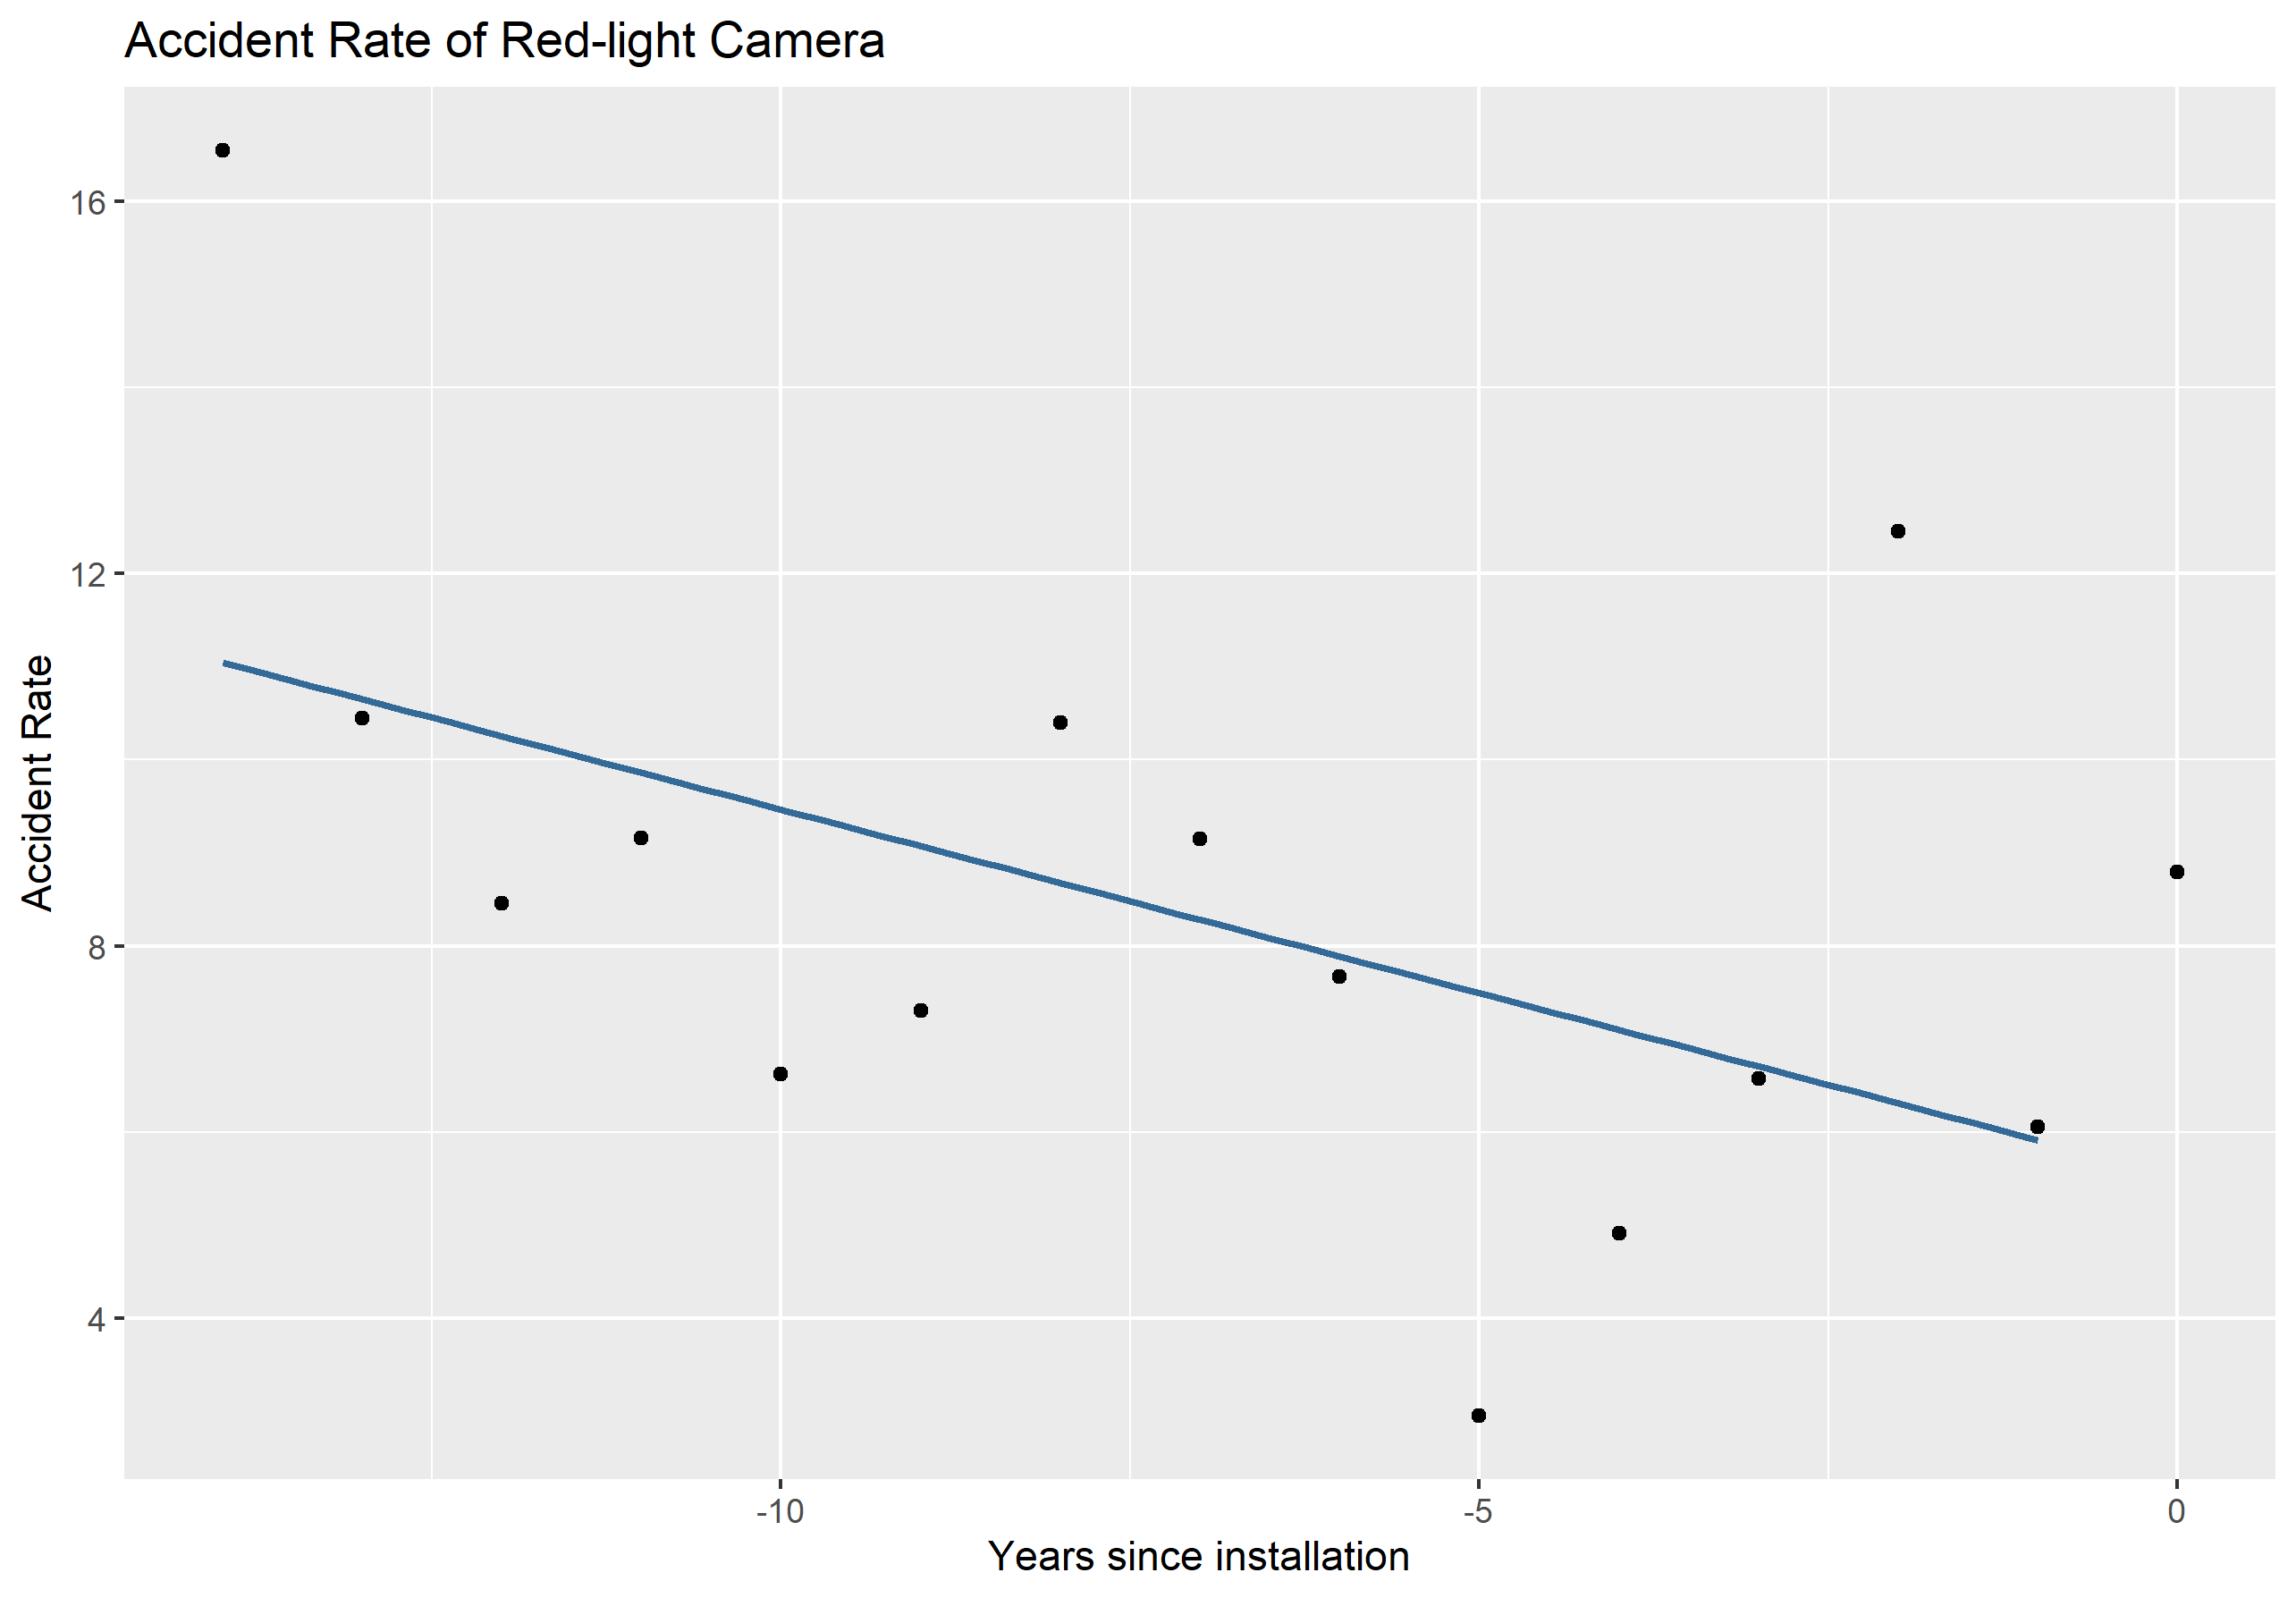 Accident Rate of Red-light Camera
16
12
8
4
Accident Rate
-10
-5
0
Years since installation